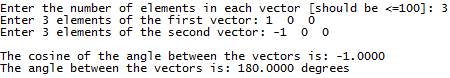 Enter the number of elements in each vector [should be <=100]: 3
Enter 3 elements of the first vector: 1  0  0
Enter 3 elements of the second vector: -1  0  0

The cosine of the angle between the vectors is: -1.0000
The angle between the vectors is: 180.0000 degrees